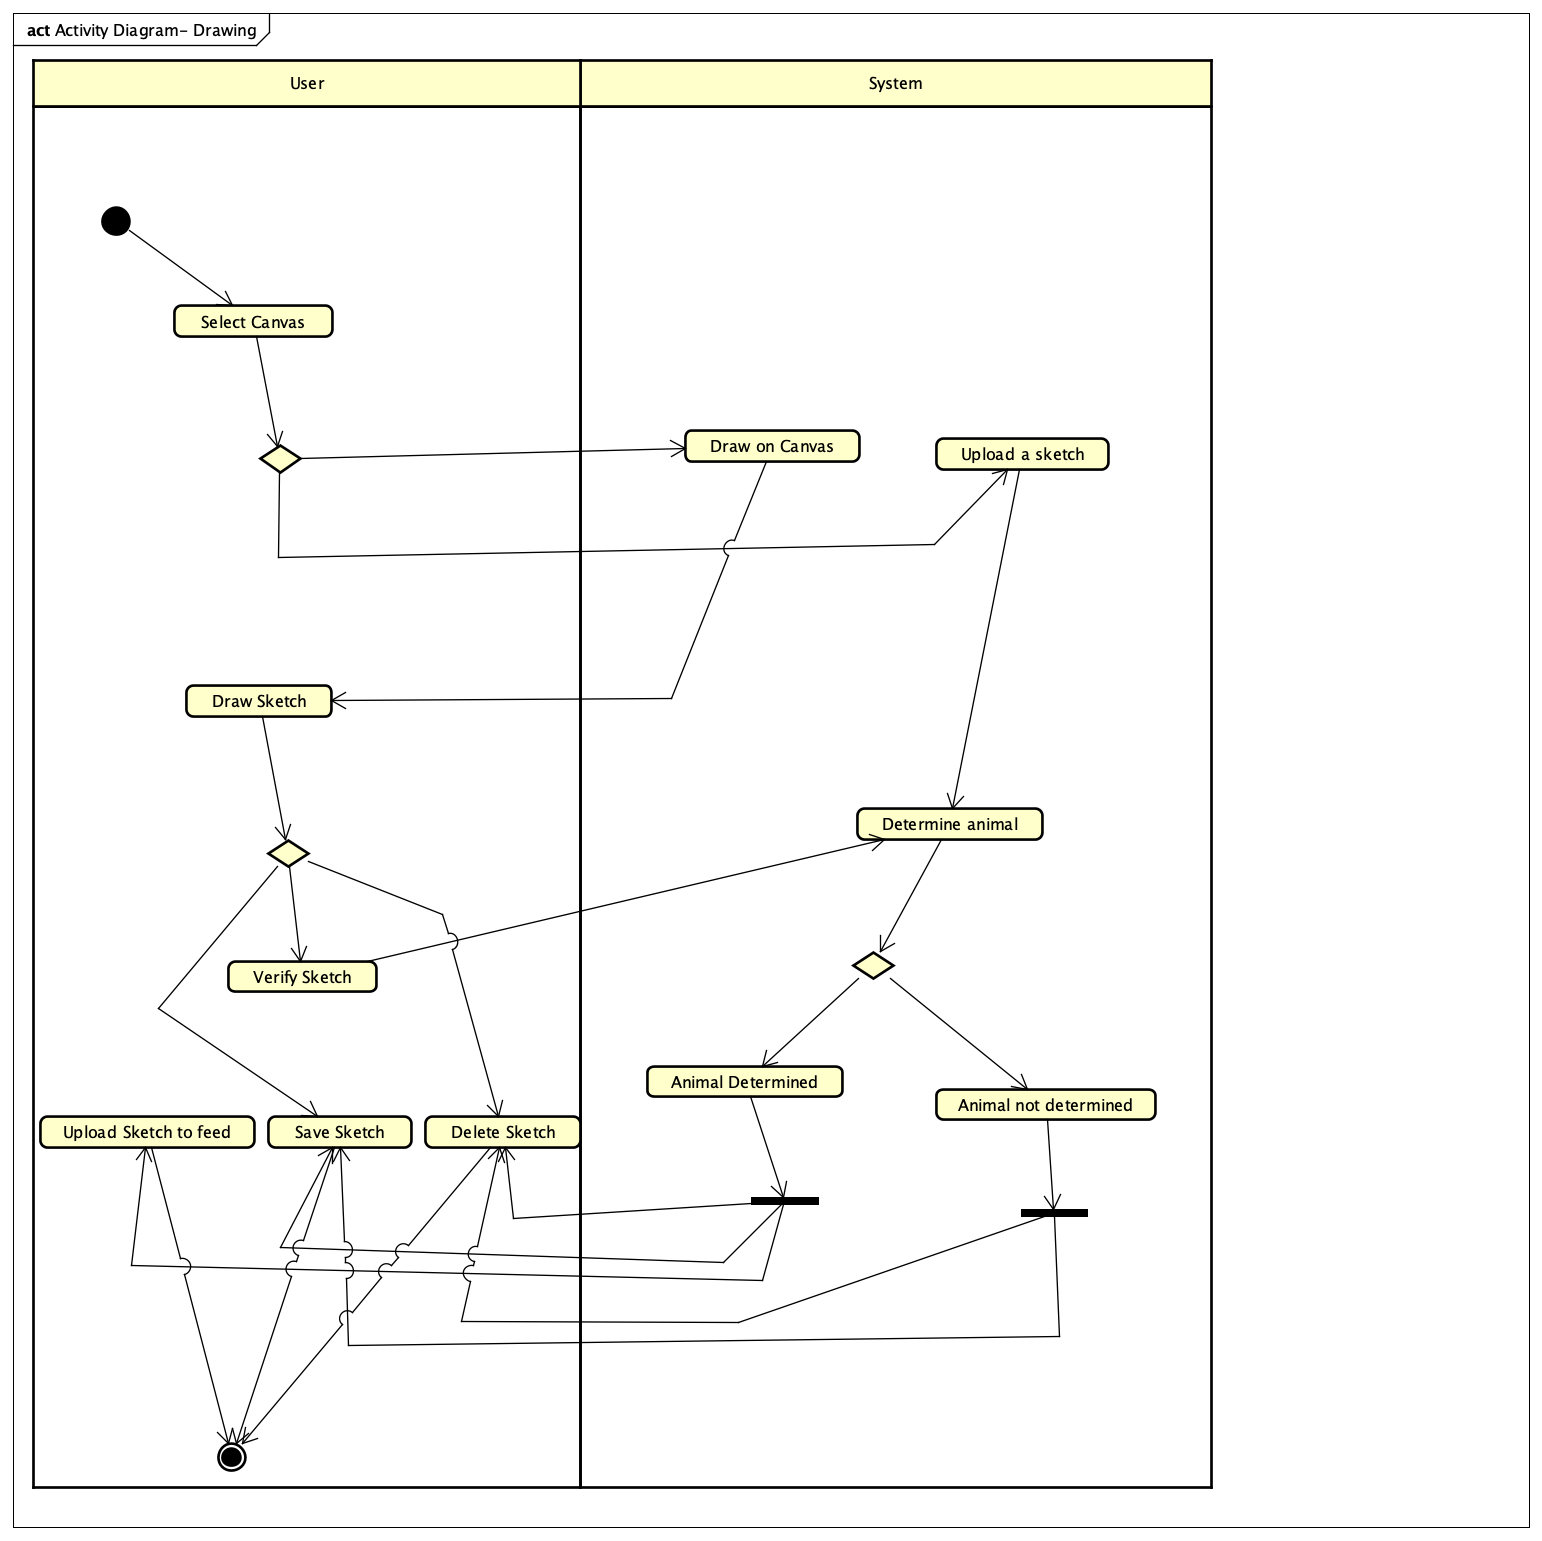 act Activity Diagram- Drawing
User
System
Select Canvas
Draw on Canvas
Upload a sketch
Draw Sketch
Determine animal
Verify Sketch
Animal Determined
Animal not determined
Upload Sketch to feed
Save Sketch
Delete Sketch